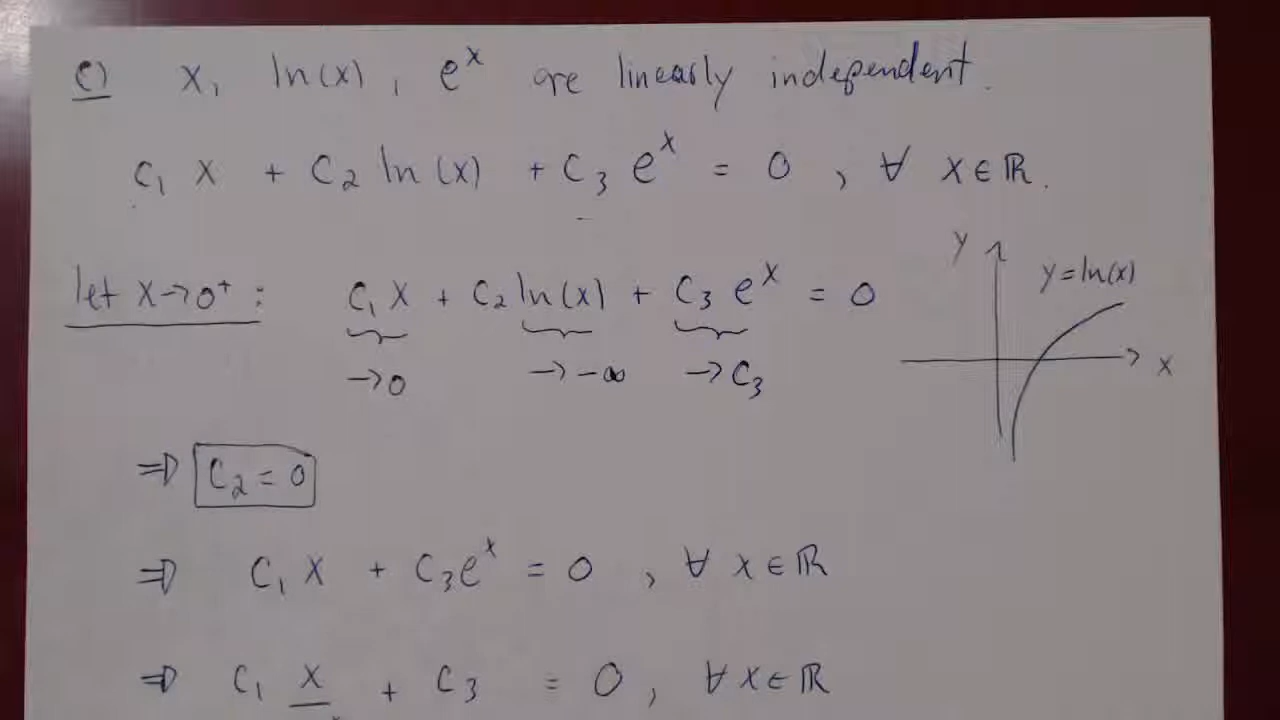 c) x, ln(x), e^x are linearly independent.
c₁ x + c₂ ln(x) + c₃ e^x = 0, ∀ x ∈ ℝ.
let x → 0⁺ : c₁ x + c₂ ln(x) + c₃ e^x = 0
→ 0 → -∞ → c₃
y
y = ln(x)
x
⇒ c₂ = 0
⇒ c₁ x + c₃e^x = 0, ∀ x ∈ ℝ
⇒ c₁ x + c₃ = 0, ∀ x ∈ ℝ